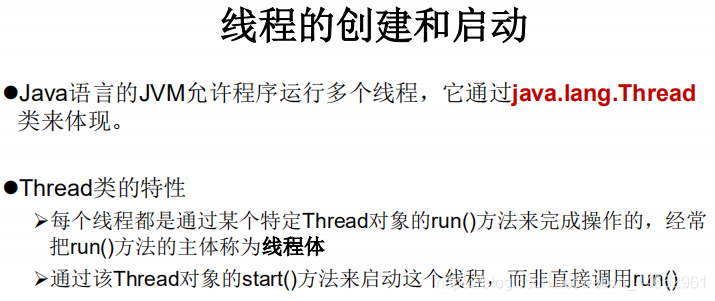 线程的创建和启动
●Java语言的JVM允许程序运行多个线程，它通过java.lang.Thread
类来体现。
●Thread类的特性
➢每个线程都是通过某个特定Thread对象的run()方法来完成操作的，经常
把run()方法的主体称为线程体
➢通过该Thread对象的start()方法来启动这个线程，而非直接调用run()